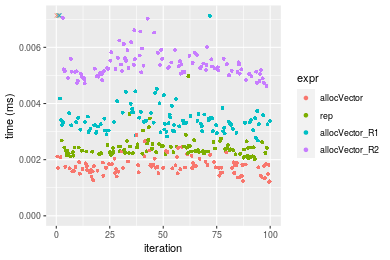 time (ms)
0.006
0.004
0.002
0.000
0
25
50
75
100
iteration
expr
allocVector
rep
allocVector_R1
allocVector_R2